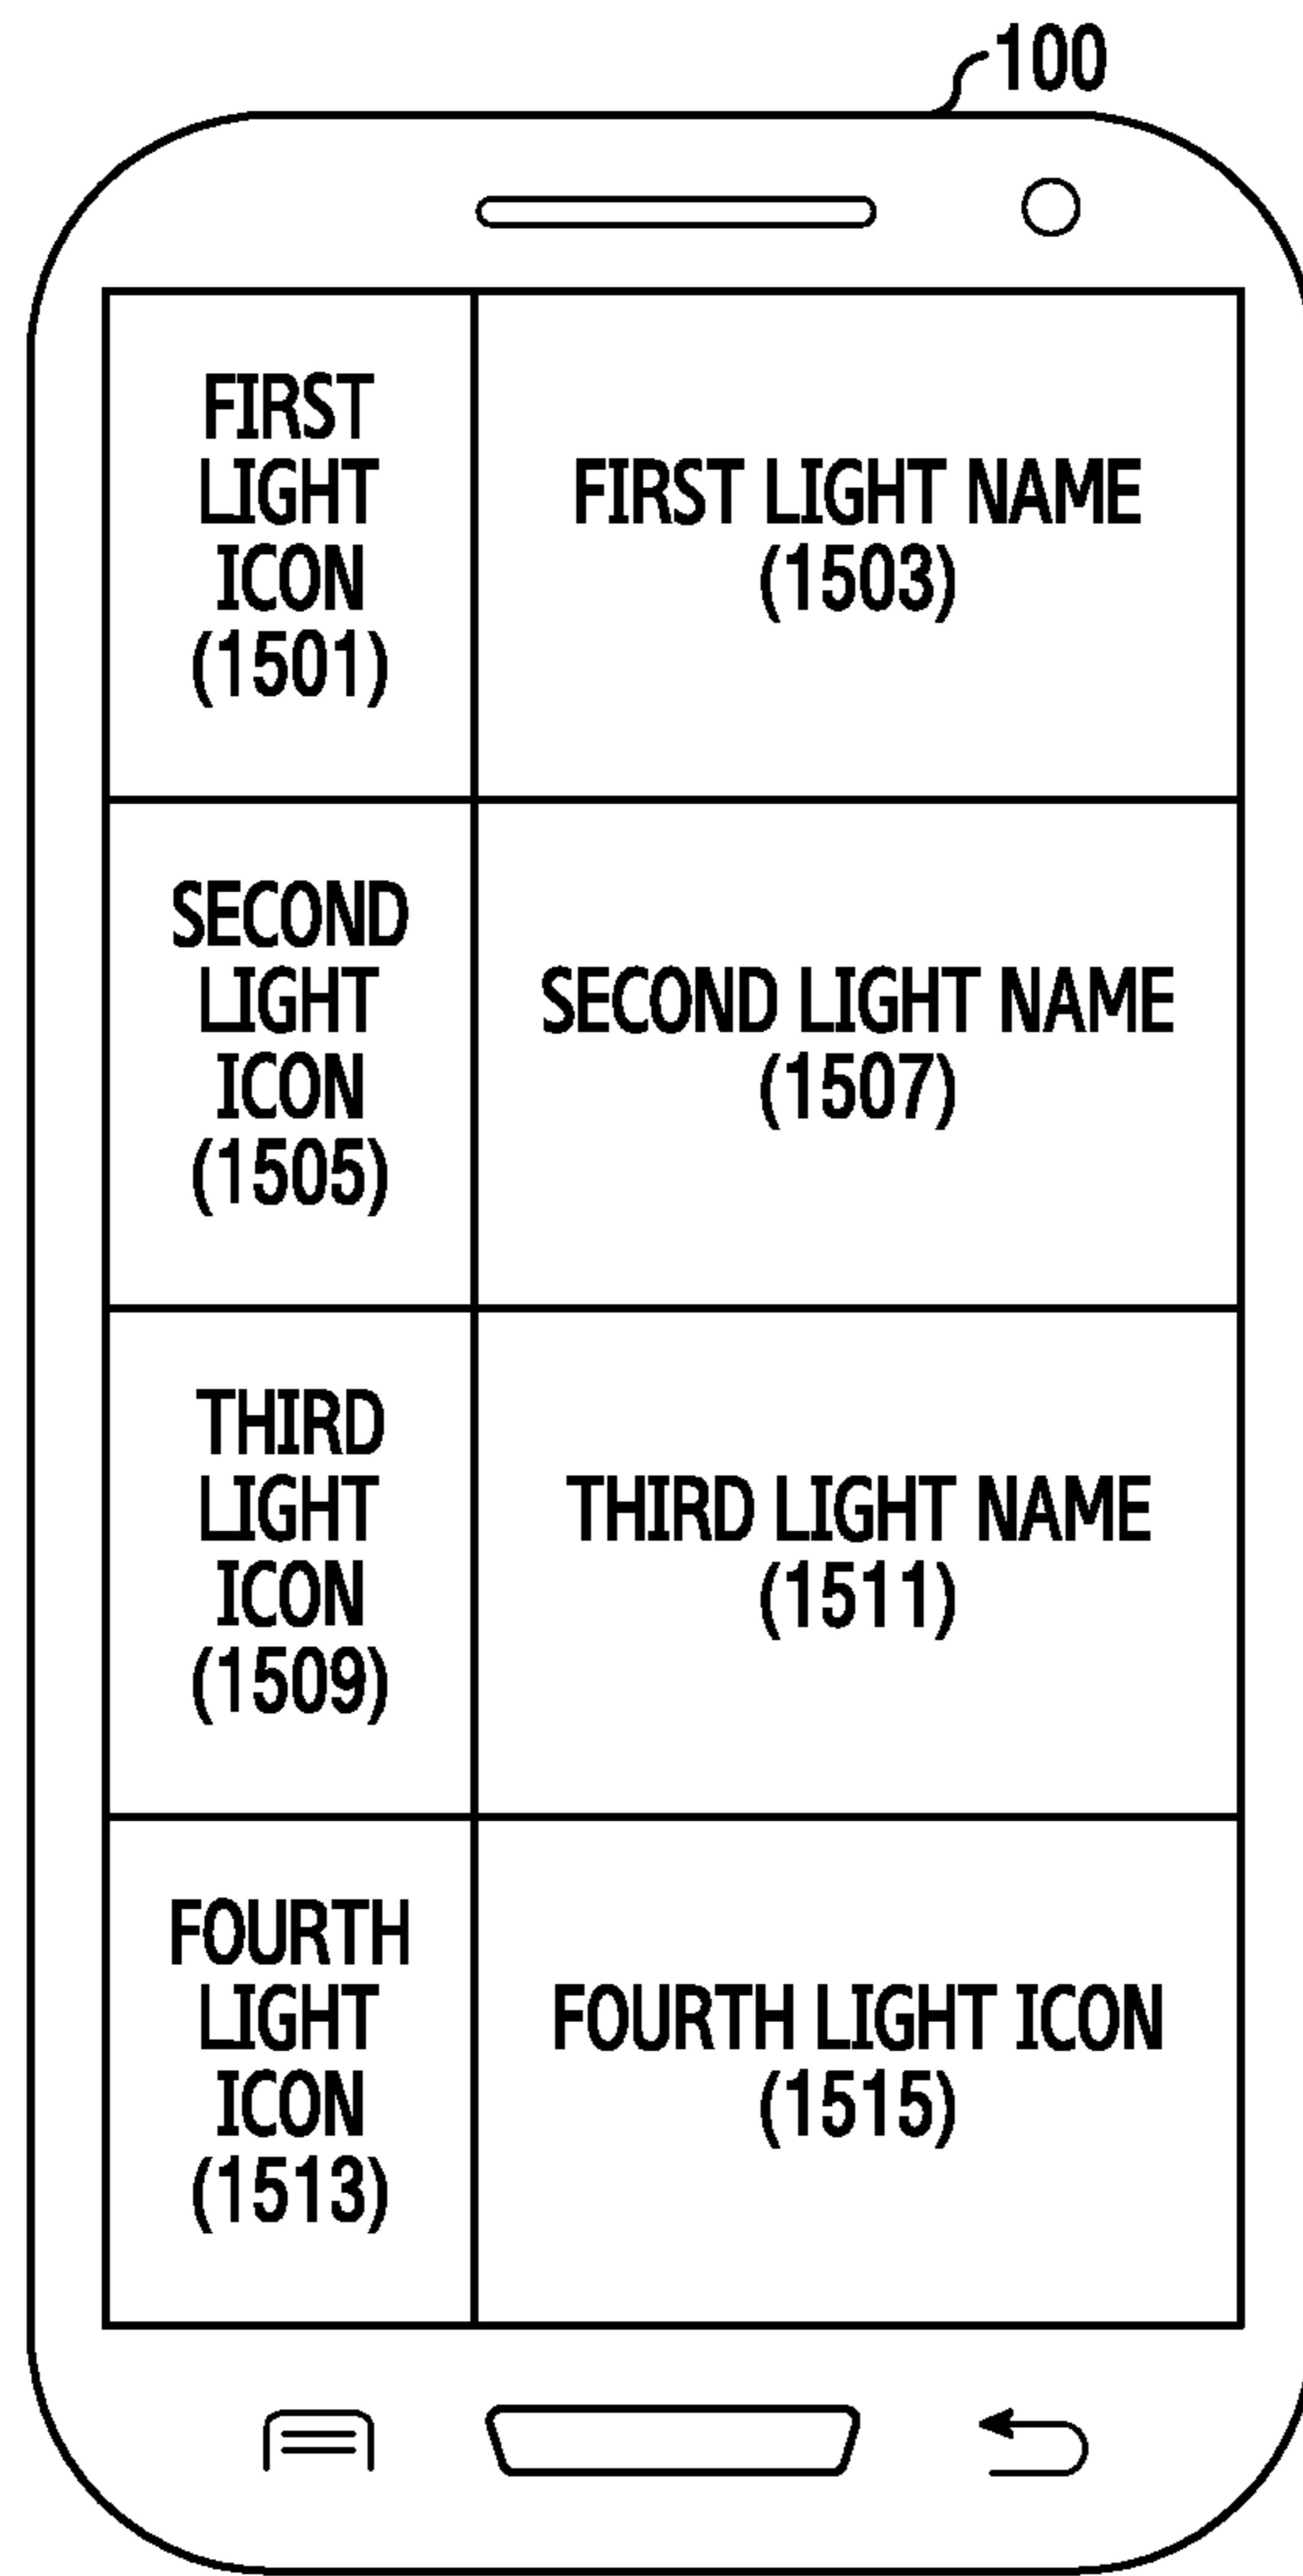 100
FIRST
LIGHT
ICON
(1501)
FIRST LIGHT NAME
(1503)
SECOND
LIGHT
ICON
(1505)
SECOND LIGHT NAME
(1507)
THIRD
LIGHT
ICON
(1509)
THIRD LIGHT NAME
(1511)
FOURTH
LIGHT
ICON
(1513)
FOURTH LIGHT ICON
(1515)